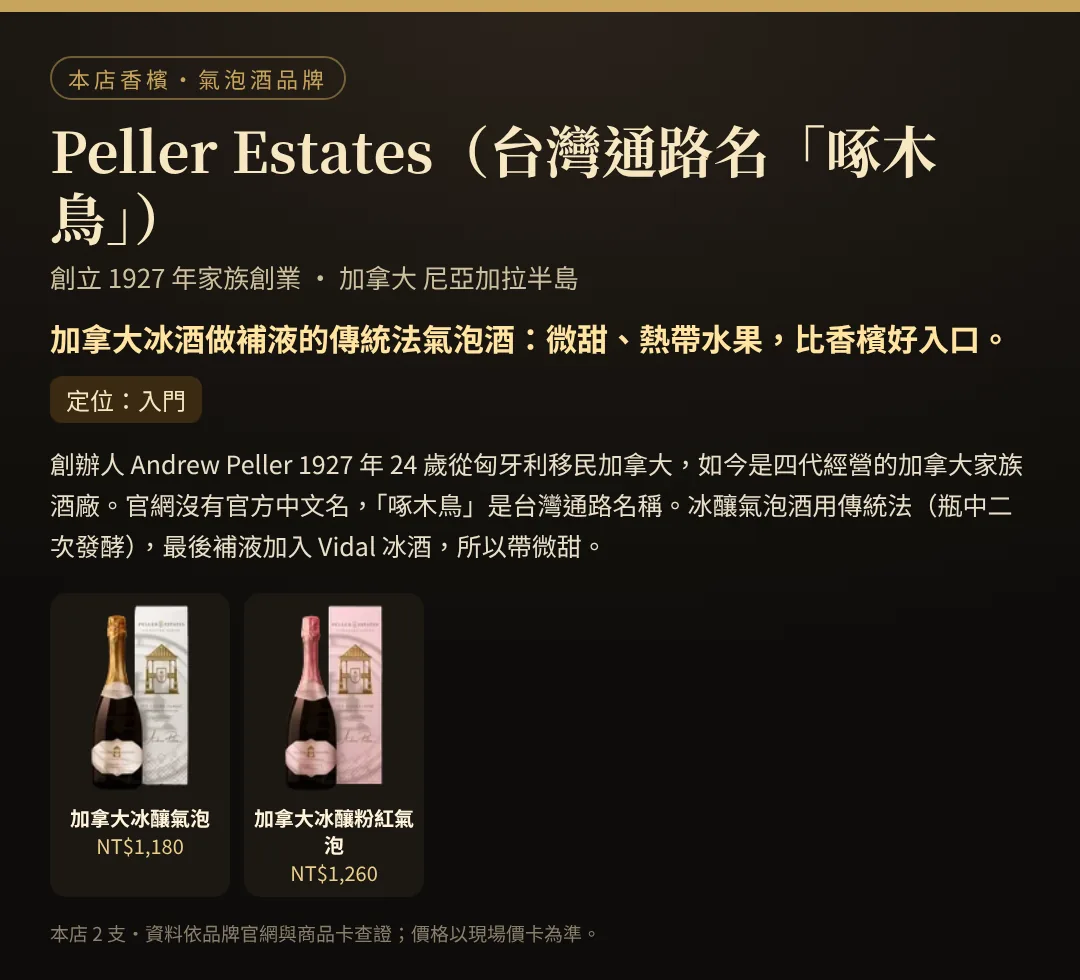 本店香檳・氣泡酒品牌
Peller Estates（台灣通路名「啄木
鳥」）
創立 1927 年家族創業 ・ 加拿大 尼亞加拉半島
加拿大冰酒做補液的傳統法氣泡酒：微甜、熱帶水果，比香檳好入口。
定位：入門
創辦人 Andrew Peller 1927 年 24 歲從匈牙利移民加拿大，如今是四代經營的加拿大家族
酒廠。官網沒有官方中文名，「啄木鳥」是台灣通路名稱。冰釀氣泡酒用傳統法（瓶中二
次發酵），最後補液加入 Vidal 冰酒，所以帶微甜。
PELLER ESTATES
PELLER ESTATES
加拿大冰釀氣泡
NT$1,180
加拿大冰釀粉紅氣
泡
NT$1,260
本店 2 支・資料依品牌官網與商品卡查證；價格以現場價卡為準。